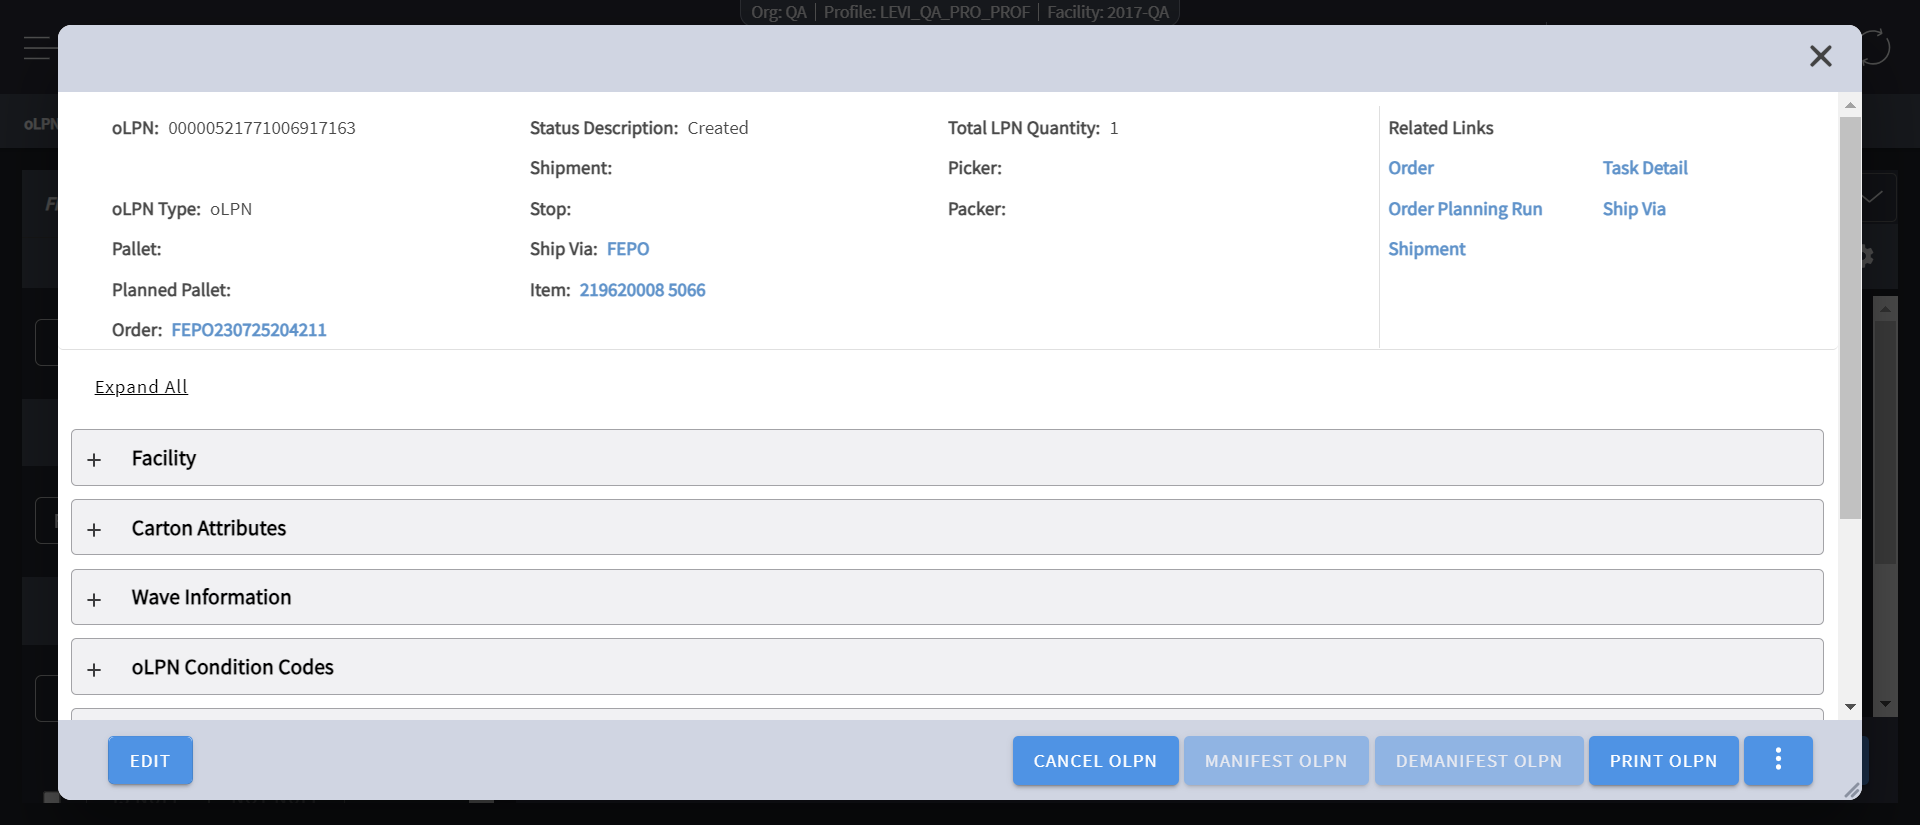 Org: QA | Profile: LEVI_QA_PRO_PROF | Facility: 2017-QA
oLPN
oLPN: 00000521771006917163
oLPN Type: oLPN
Pallet:
Planned Pallet:
Order: FEPO230725204211
Status Description: Created
Shipment:
Stop:
Ship Via: FEPO
Item: 219620008 5066
Total LPN Quantity: 1
Picker:
Packer:
Related Links
Order
Task Detail
Order Planning Run
Ship Via
Shipment
Expand All
+ Facility
+ Carton Attributes
+ Wave Information
+ oLPN Condition Codes
EDIT
CANCEL OLPN
MANIFEST OLPN
DEMANIFEST OLPN
PRINT OLPN